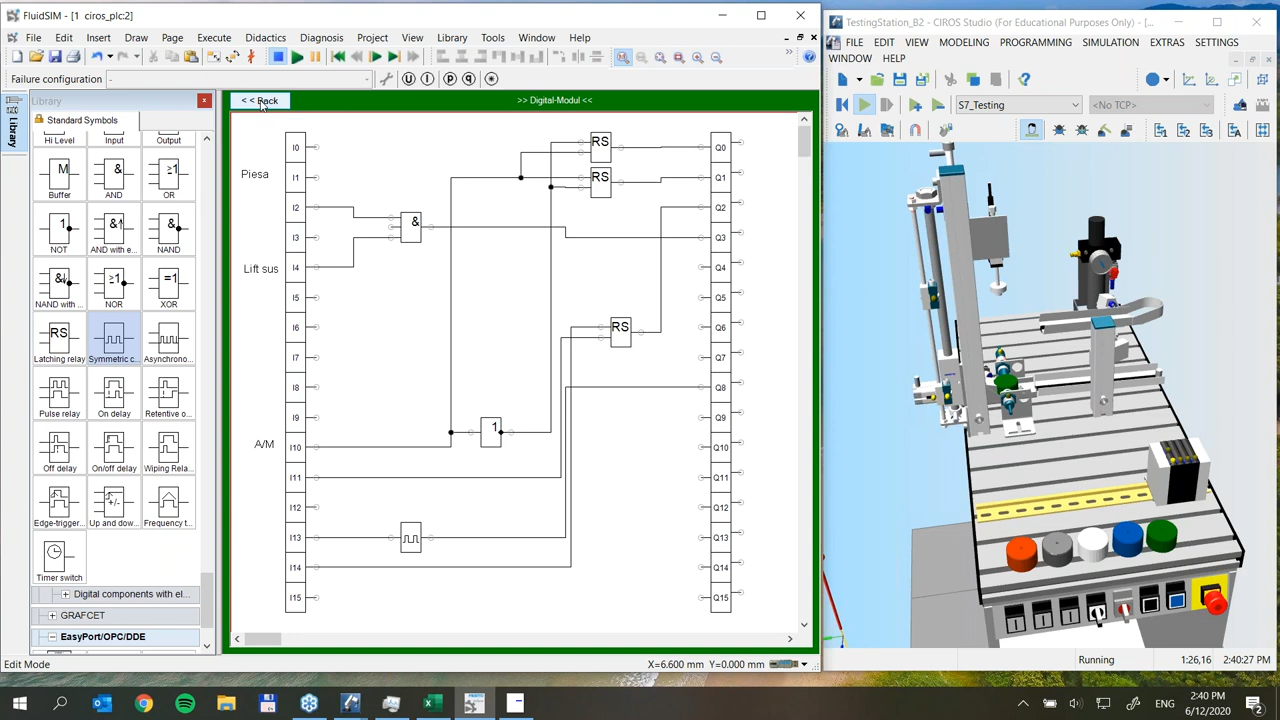 FluidSIM - [1 ciros_plc:2]
File Edit Insert Draw Page Execute Didactics Diagnosis Project View Library Tools Window Help
Failure configuration -
Library
Library
Standard Symbols
Hi Level Input Output
M & ≥1
Buffer AND OR
1 &↑ &
NOT AND with e... NAND
&↓ ≥1 =1
NAND with ... NOR XOR
RS
Latching relay Symmetric c... Asynchrono...
Pulse relay On delay Retentive o...
Off delay On/off delay Wiping Rela...
+/-
Edge-trigger... Up and dow... Frequency t...
Timer switch
Digital components with el...
GRAFCET
EasyPort/OPC/DDE
<< Back >> Digital-Modul <<
Piesa
Lift sus
A/M
I0
I1
I2
I3
I4
I5
I6
I7
I8
I9
I10
I11
I12
I13
I14
I15
&
1
RS
RS
RS
Q0
Q1
Q2
Q3
Q4
Q5
Q6
Q7
Q8
Q9
Q10
Q11
Q12
Q13
Q14
Q15
Edit Mode X=6.600 mm Y=0.000 mm
TestingStation_B2 - CIROS Studio (For Educational Purposes Only) - [...
FILE EDIT VIEW MODELING PROGRAMMING SIMULATION EXTRAS SETTINGS
WINDOW HELP
S7_Testing <No TCP>
Running 1:26,16 2:40:27 PM
ENG 2:40 PM
6/12/2020 2